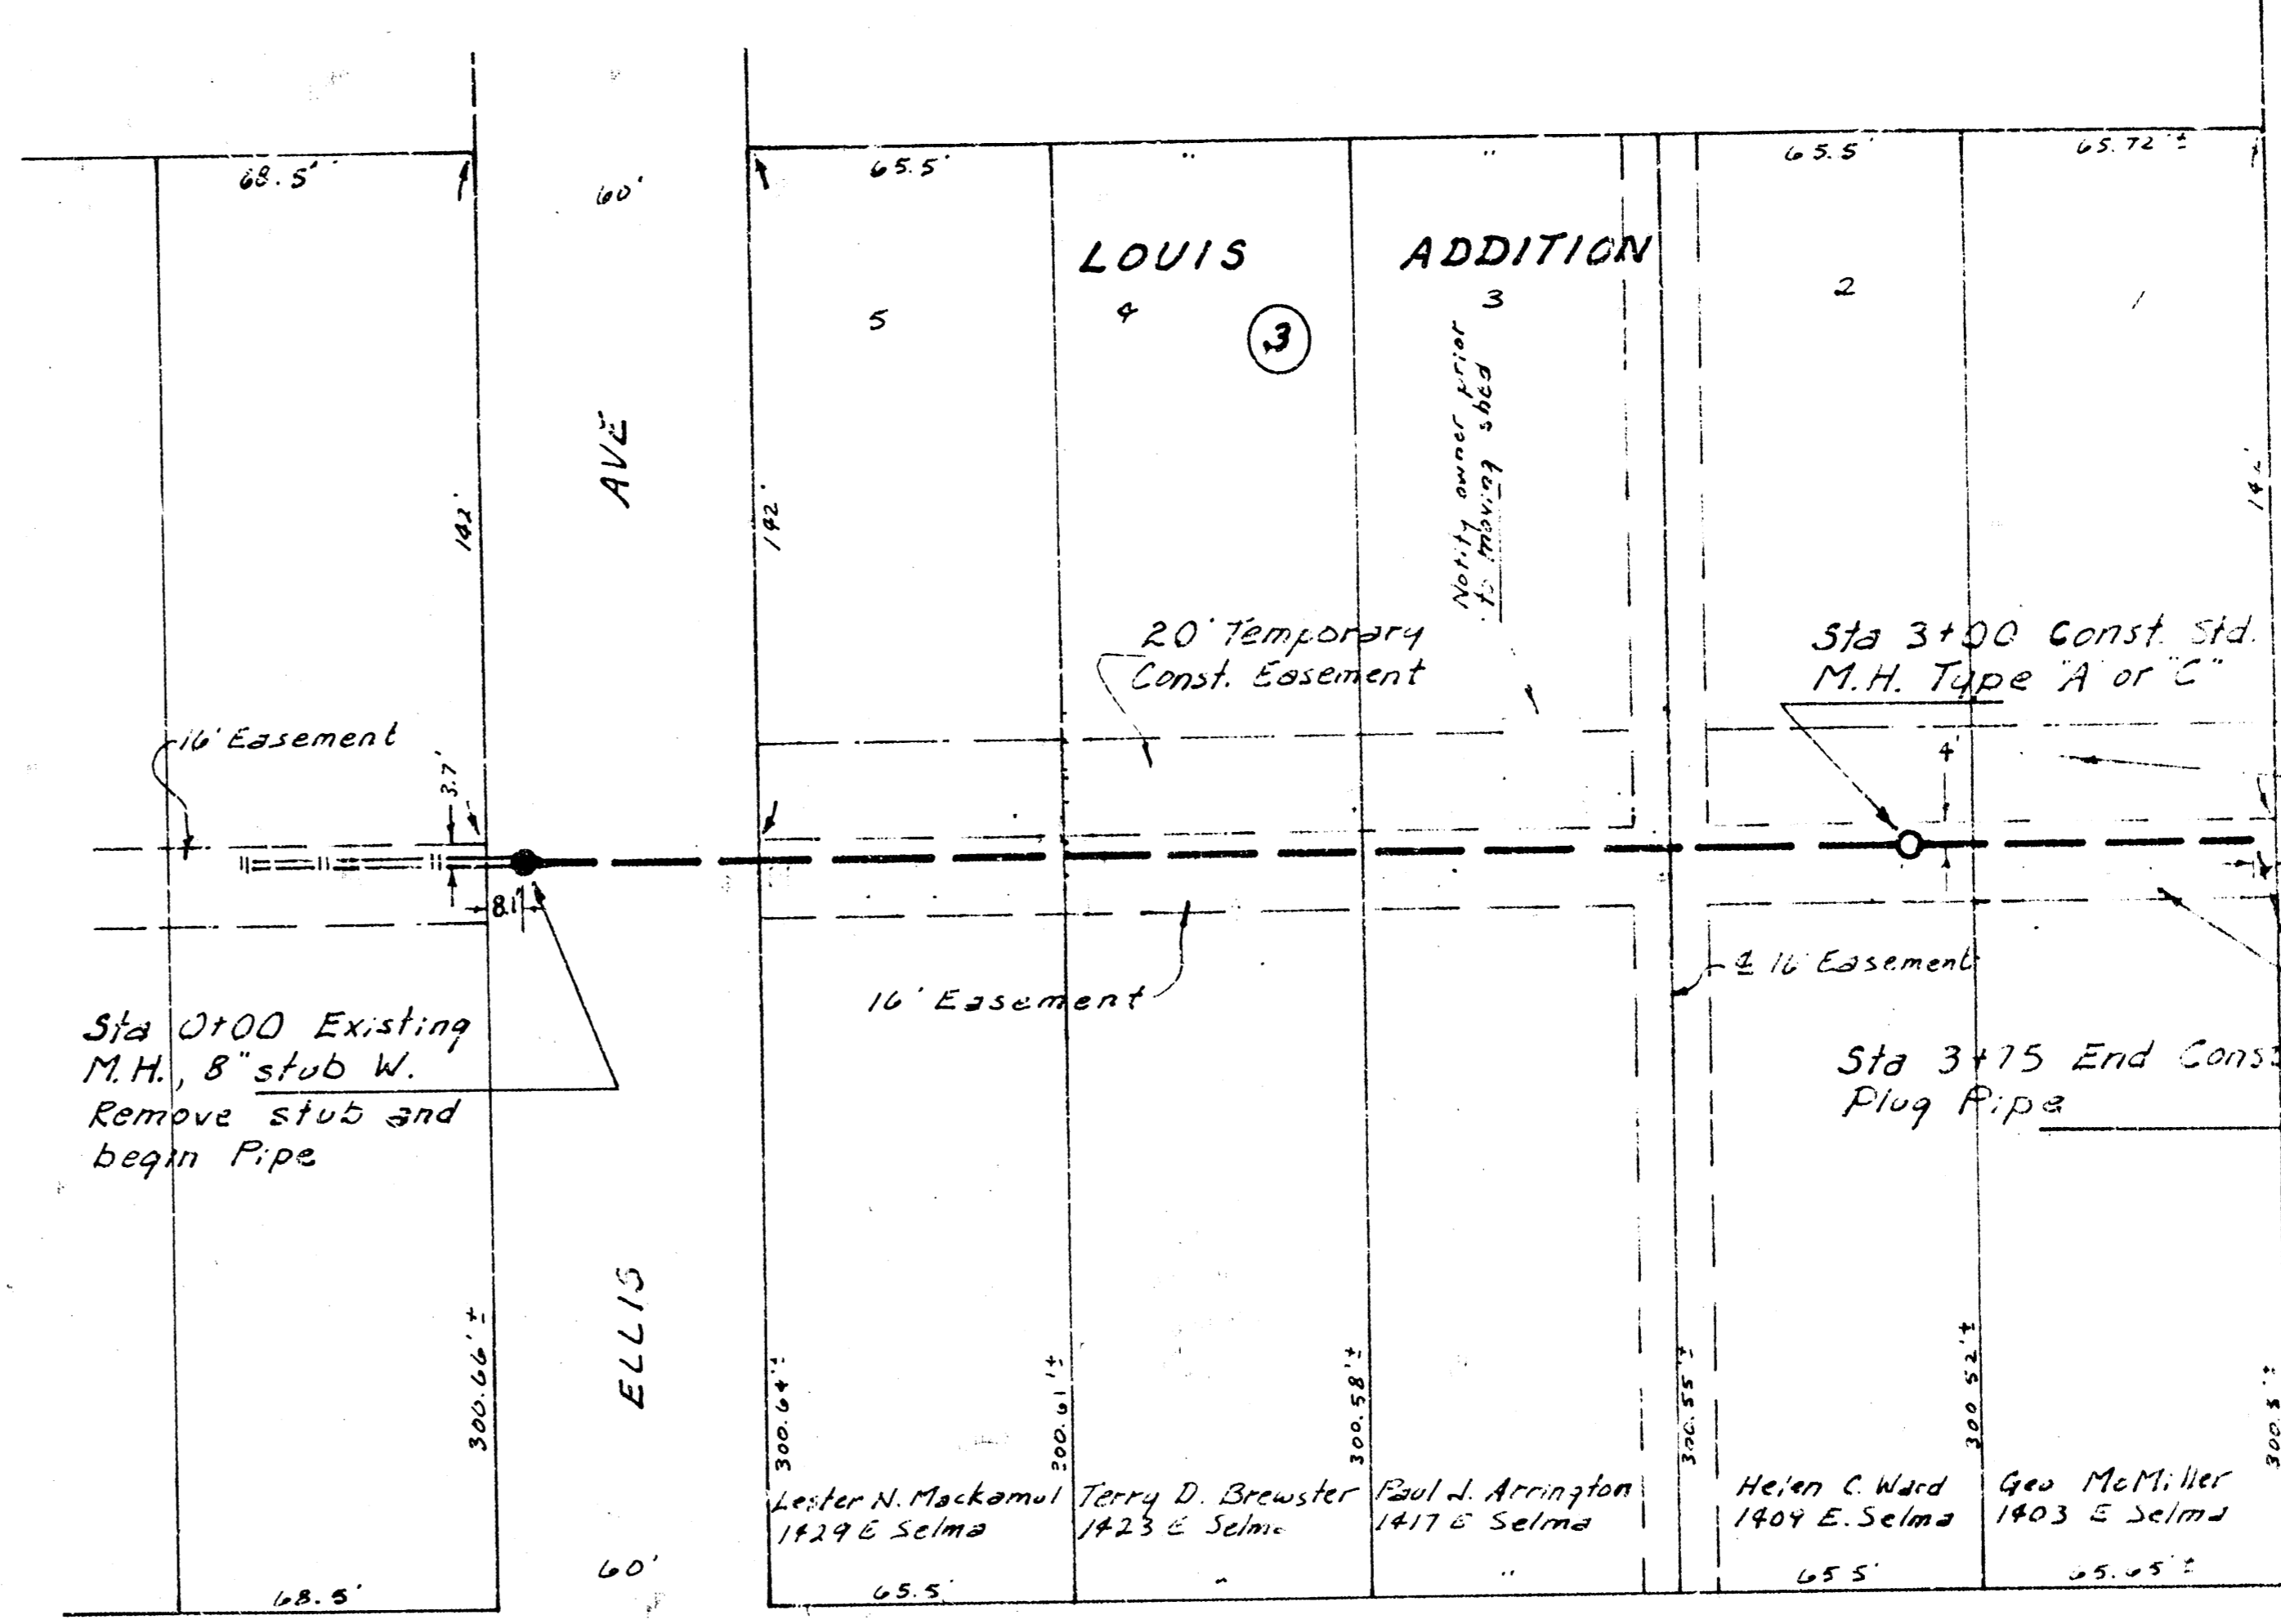 68.5'
60'
65.5'
"
"
65.5'
65.72'±
LOUIS ADDITION
5
4
3
3
2
1
Notify owner prior
to moving shed
AVE
142'
142'
20' Temporary
Const. Easement
Sta 3+00 Const. Std.
M.H. Type "A" or "C"
16' Easement
3.7'
4'
8.1'
16' Easement
℄ 16' Easement
Sta 0+00 Existing
M.H., 8" stub W.
Remove stub and
begin Pipe
Sta 3+75 End Const
Plug Pipe
ELLIS
300.66'±
300.64'±
300.61'±
300.58'±
300.55'±
300.52'±
300.5'±
Lester N. Mackamul
1429 E Selma
Terry D. Brewster
1423 E Selma
Paul J. Arrington
1417 E Selma
Helen C. Ward
1409 E. Selma
Geo McMiller
1403 E Selma
68.5'
60'
65.5'
"
"
65.5'
65.65'±